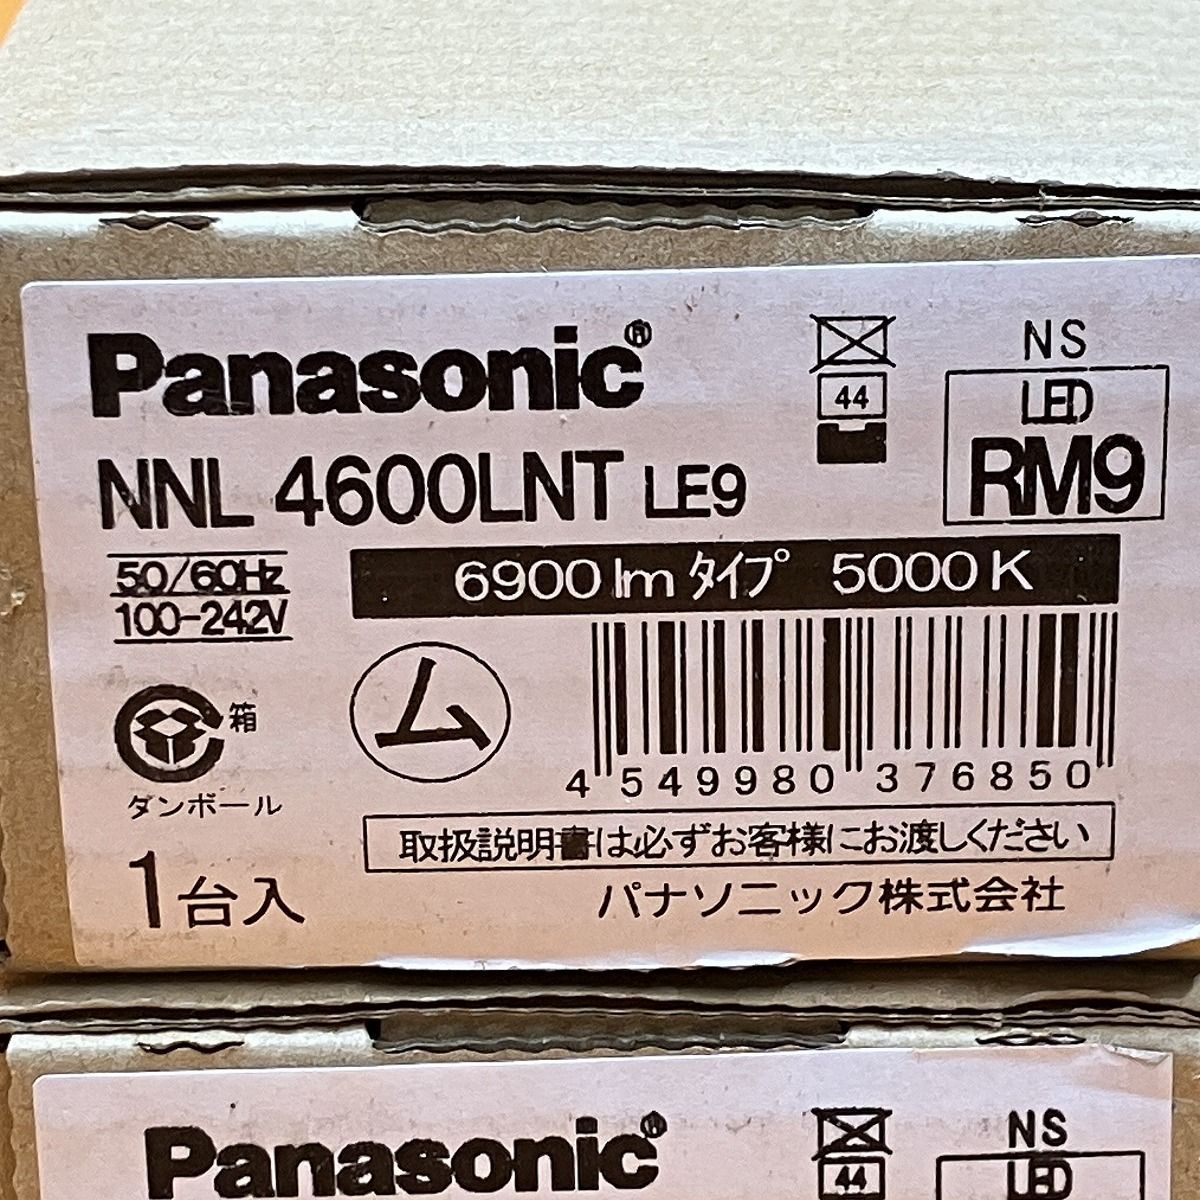 Panasonic®
NS
44
LED
RM9
NNL 4600LNT LE9
50/60Hz
100-242V
6900 lm タイプ 5000K
ム
箱
ダンボール
4 549980 376850
取扱説明書は必ずお客様にお渡しください
1台入
パナソニック株式会社
Panasonic®
NS
44
LED